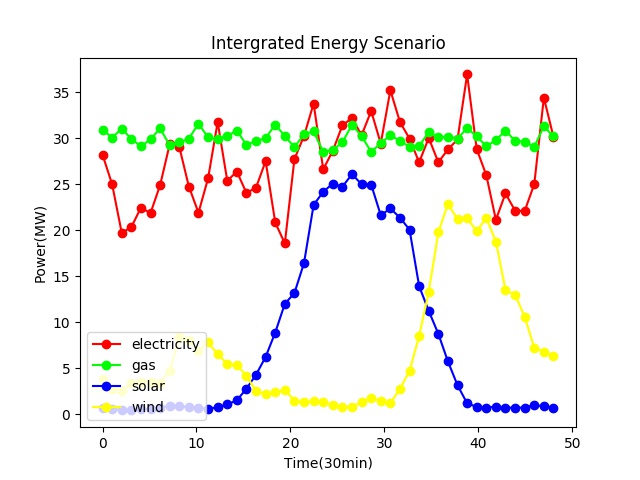 Intergrated Energy Scenario
Power(MW)
35
30
25
20
15
10
5
0
electricity
gas
solar
wind
0 10 20 30 40 50
Time(30min)